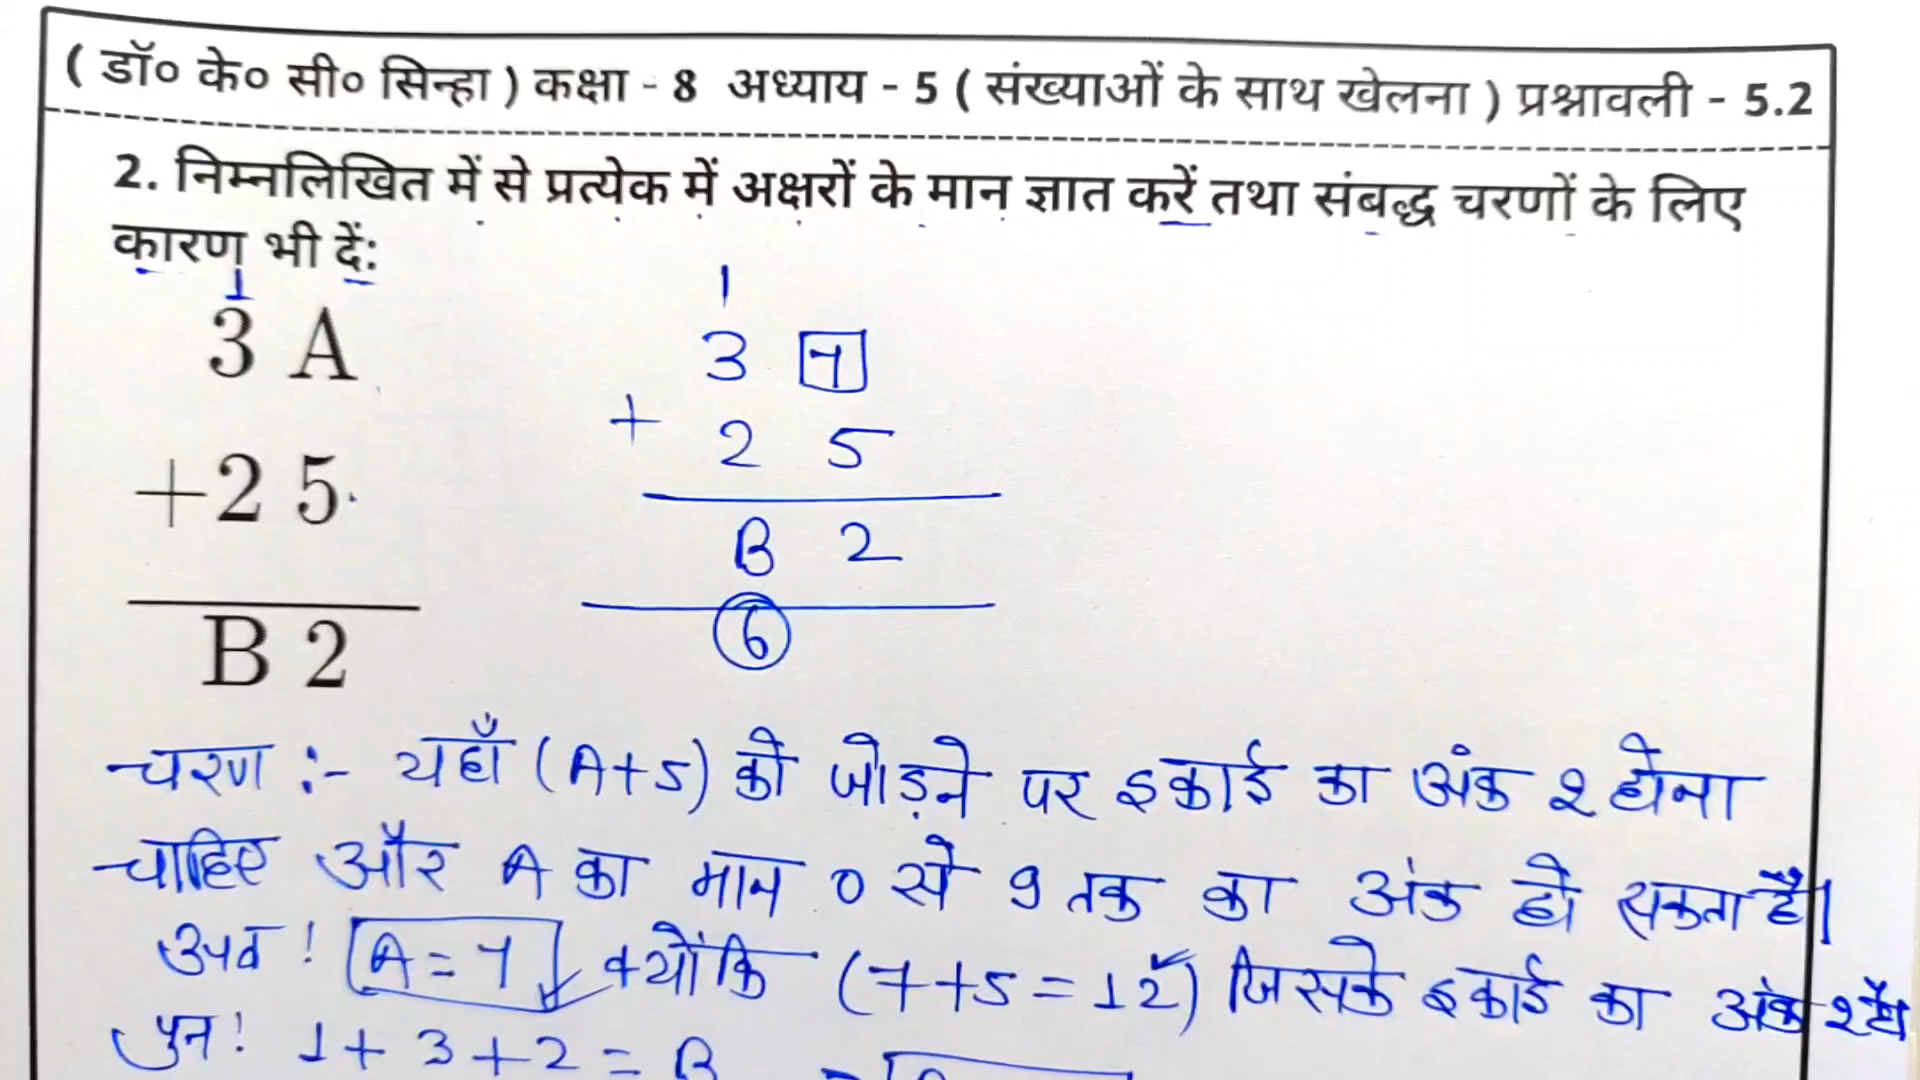 ( डॉ० के० सी० सिन्हा ) कक्षा - 8 अध्याय - 5 ( संख्याओं के साथ खेलना ) प्रश्नावली - 5.2
2. निम्नलिखित में से प्रत्येक में अक्षरों के मान ज्ञात करें तथा संबद्ध चरणों के लिए
कारण भी दें:
1
3 A
+2 5
B 2
1
3 7
+ 2 5
B 2
6
चरण :- यहाँ (A+5) को जोड़ने पर इकाई का अंक 2 होना
चाहिए और A का मान 0 से 9 तक का अंक हो सकता है।
अब ! A = 7 क्योंकि (7+5=12) जिसके इकाई का अंक 2 है
पुन! 1+3+2 = B